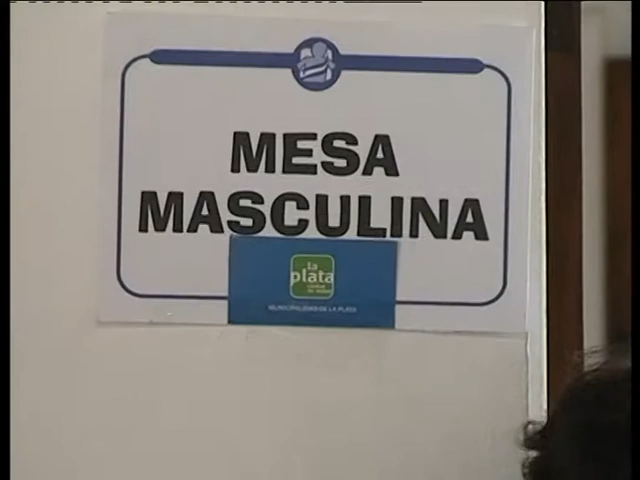 MESA
MASCULINA
La
plata
MUNICIPALIDAD DE LA PLATA